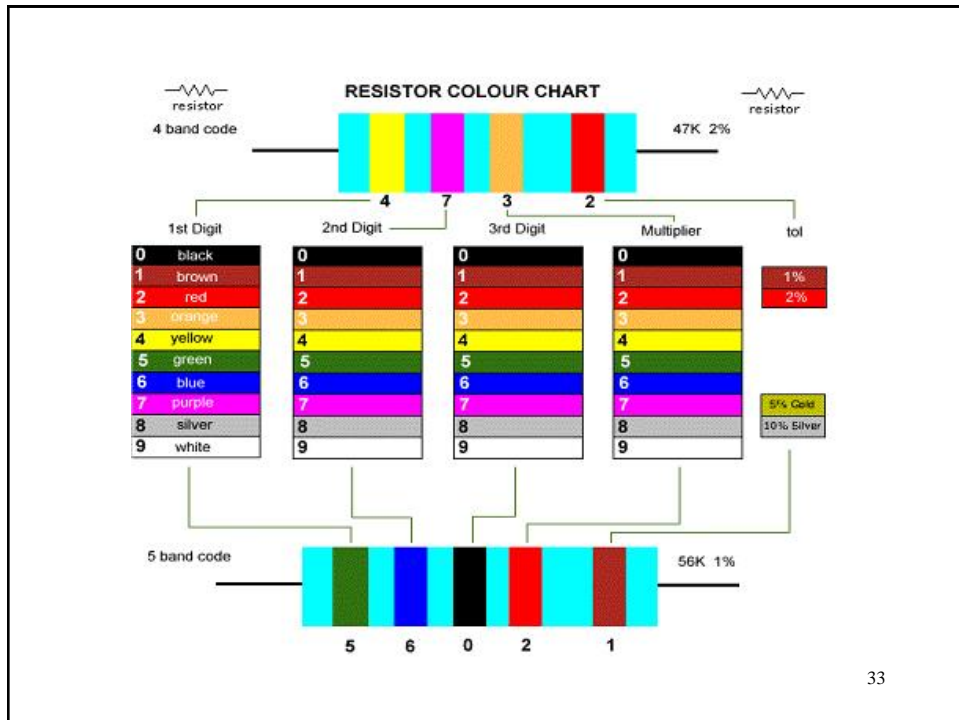 RESISTOR COLOUR CHART
resistor
resistor
4 band code
47K 2%
4 7 3 2
1st Digit 2nd Digit 3rd Digit Multiplier tol
0 black 0 0 0
1 brown 1 1 1 1%
2 red 2 2 2 2%
3 orange 3 3 3
4 yellow 4 4 4
5 green 5 5 5
6 blue 6 6 6
7 purple 7 7 7 5% Gold
8 silver 8 8 8 10% Silver
9 white 9 9 9
5 band code
56K 1%
5 6 0 2 1
33